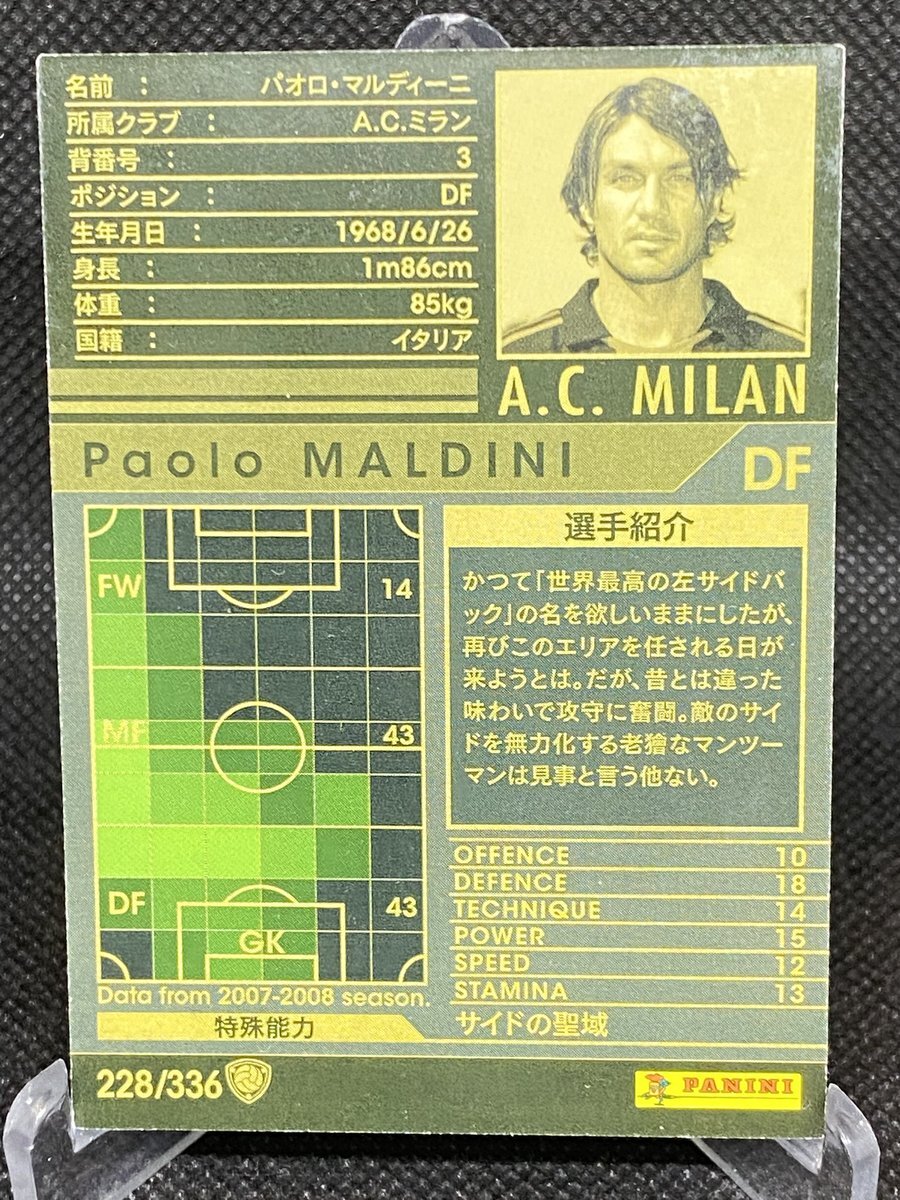 名前 : パオロ・マルディーニ
所属クラブ : A.C.ミラン
背番号 : 3
ポジション : DF
生年月日 : 1968/6/26
身長 : 1m86cm
体重 : 85kg
国籍 : イタリア
A.C. MILAN
Paolo MALDINI
DF
FW 14
MF 43
DF 43
GK
Data from 2007-2008 season.
選手紹介
かつて「世界最高の左サイドバ
ック」の名を欲しいままにしたが、
再びこのエリアを任される日が
来ようとは。だが、昔とは違った
味わいで攻守に奮闘。敵のサイ
ドを無力化する老獪なマンツー
マンは見事と言う他ない。
OFFENCE 10
DEFENCE 18
TECHNIQUE 14
POWER 15
SPEED 12
STAMINA 13
特殊能力 サイドの聖域
228/336
PANINI